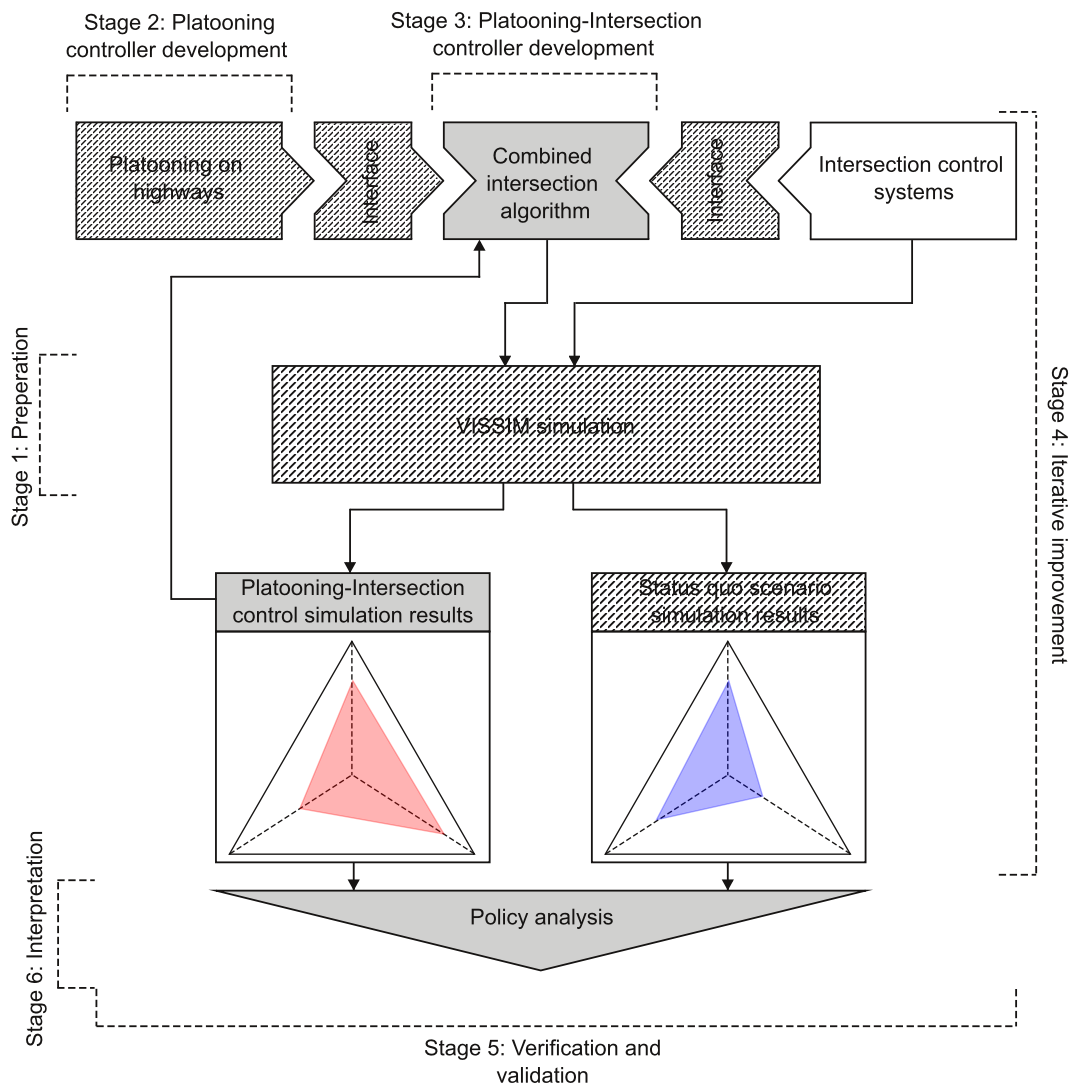 Stage 2: Platooning
controller development
Stage 3: Platooning-Intersection
controller development
Platooning on
highways
Interface
Combined
intersection
algorithm
Interface
Intersection control
systems
Stage 1: Preperation
VISSIM simulation
Stage 4: Iterative improvement
Platooning-Intersection
control simulation results
Status quo scenario
simulation results
Stage 6: Interpretation
Policy analysis
Stage 5: Verification and
validation